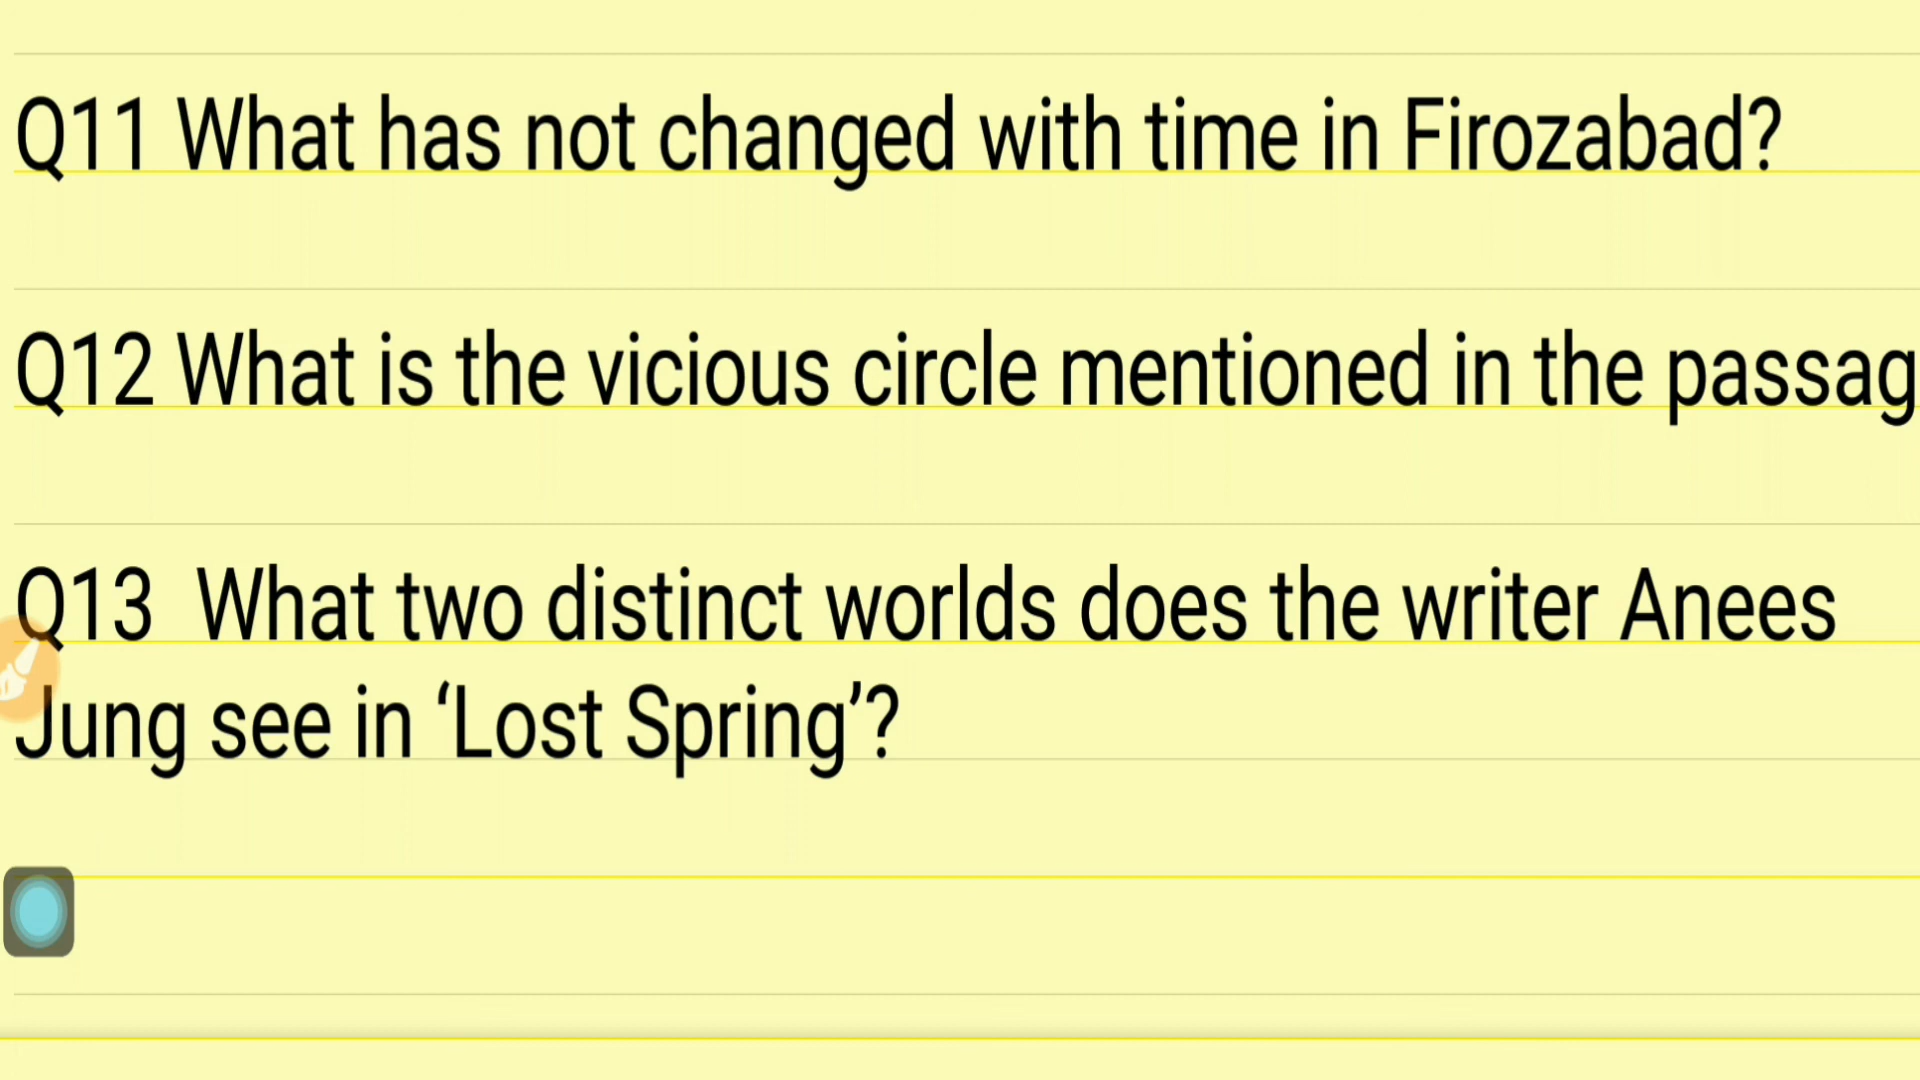 Q11 What has not changed with time in Firozabad?
Q12 What is the vicious circle mentioned in the passag
Q13  What two distinct worlds does the writer Anees
Jung see in ‘Lost Spring’?